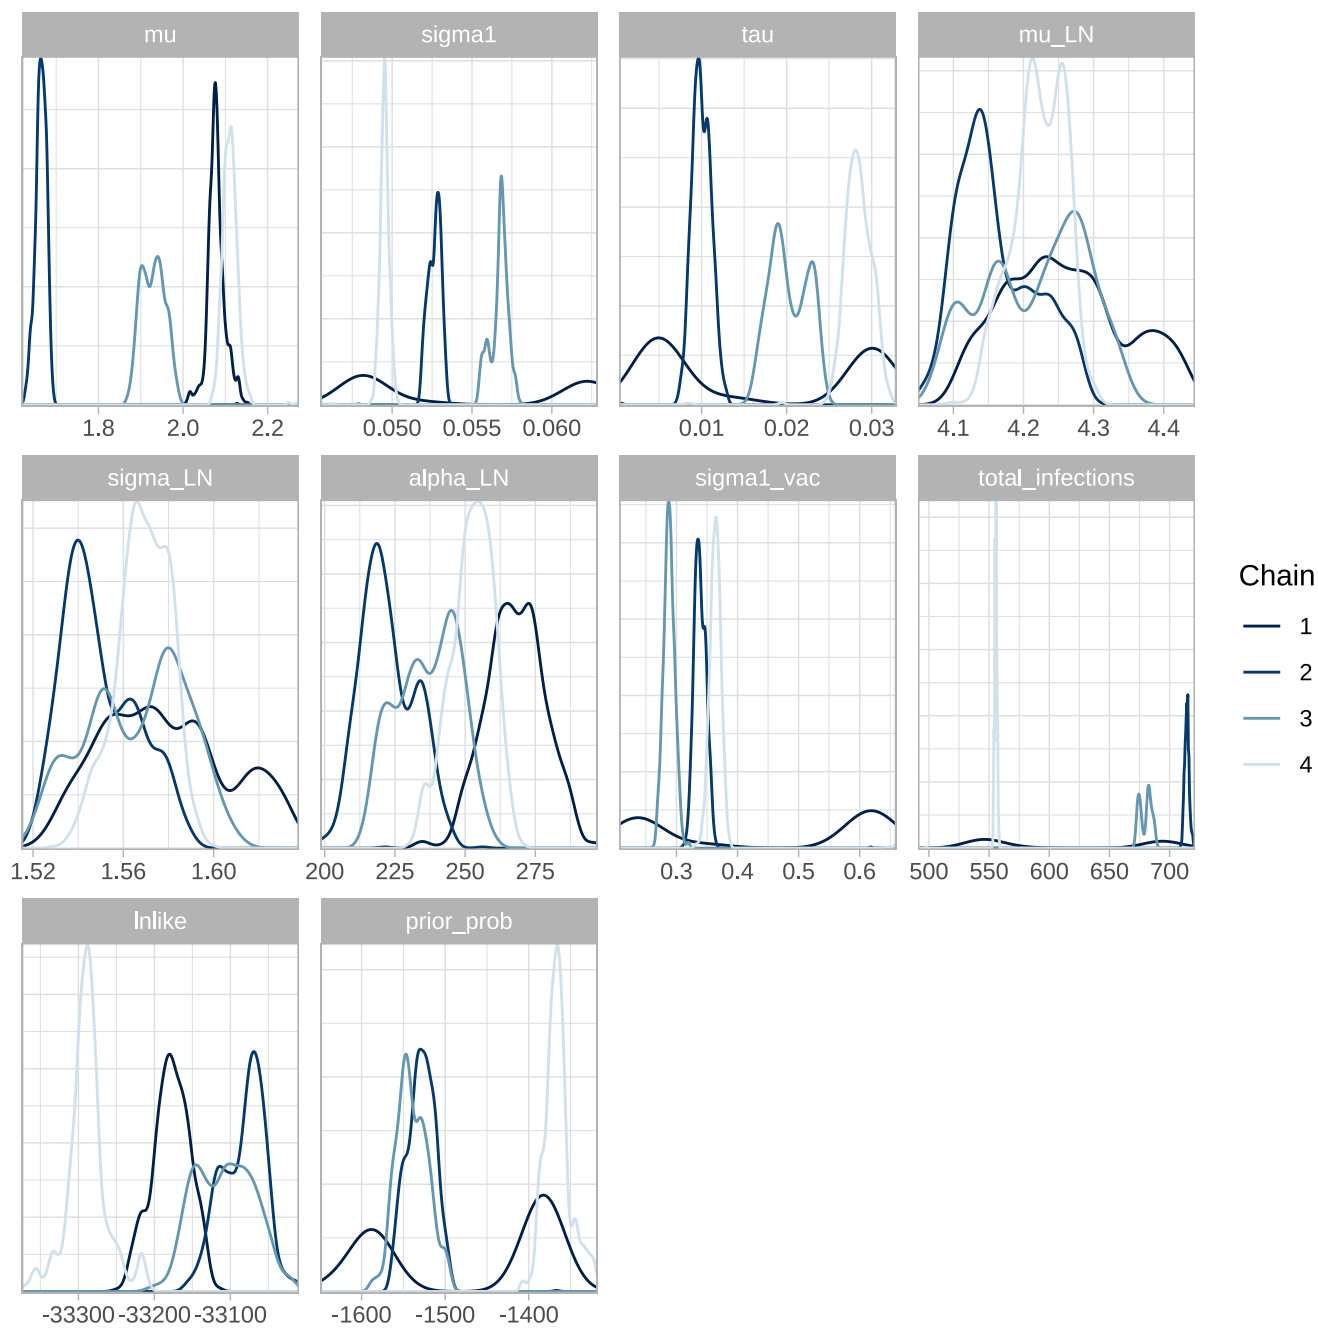 mu
sigma1
tau
mu_LN
1.8 2.0 2.2
0.050 0.055 0.060
0.01 0.02 0.03
4.1 4.2 4.3 4.4
sigma_LN
alpha_LN
sigma1_vac
total_infections
1.52 1.56 1.60
200 225 250 275
0.3 0.4 0.5 0.6
500 550 600 650 700
Chain
1
2
3
4
lnlike
prior_prob
-33300 -33200 -33100
-1600 -1500 -1400